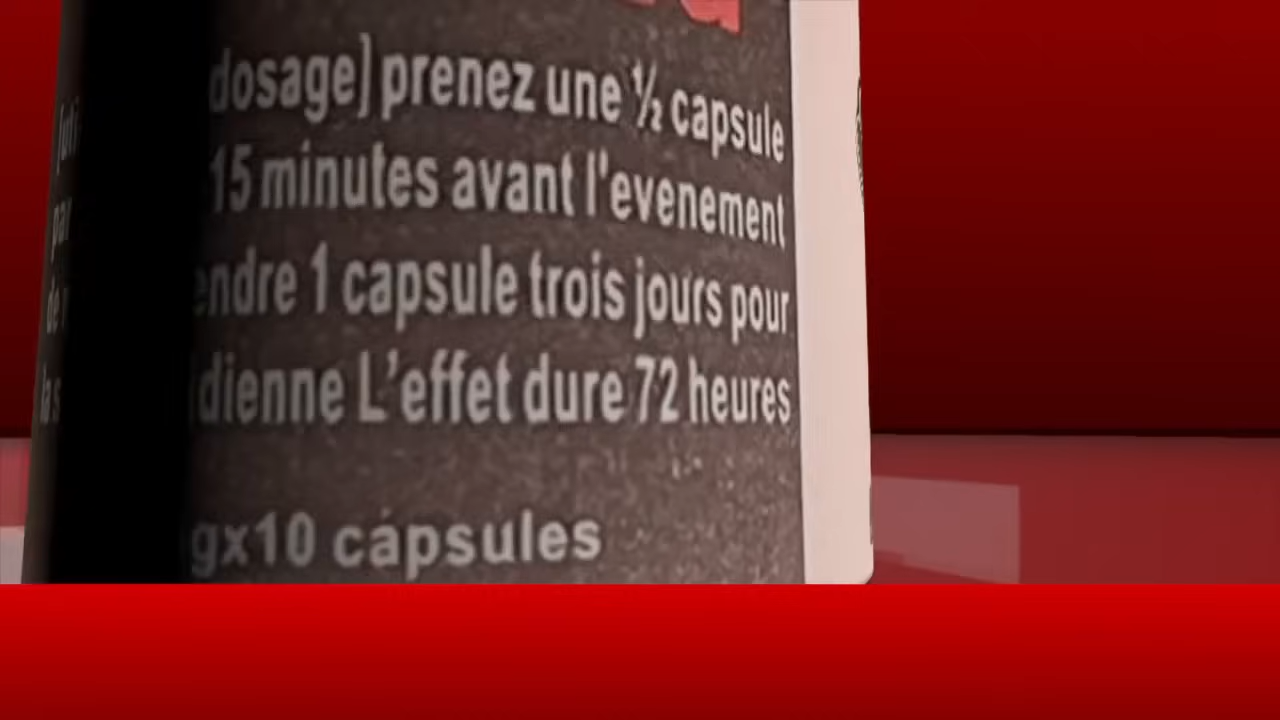 dosage] prenez une ½ capsule
15 minutes avant l'evenement
endre 1 capsule trois jours pour
dienne L'effet dure 72 heures
gx10 capsules